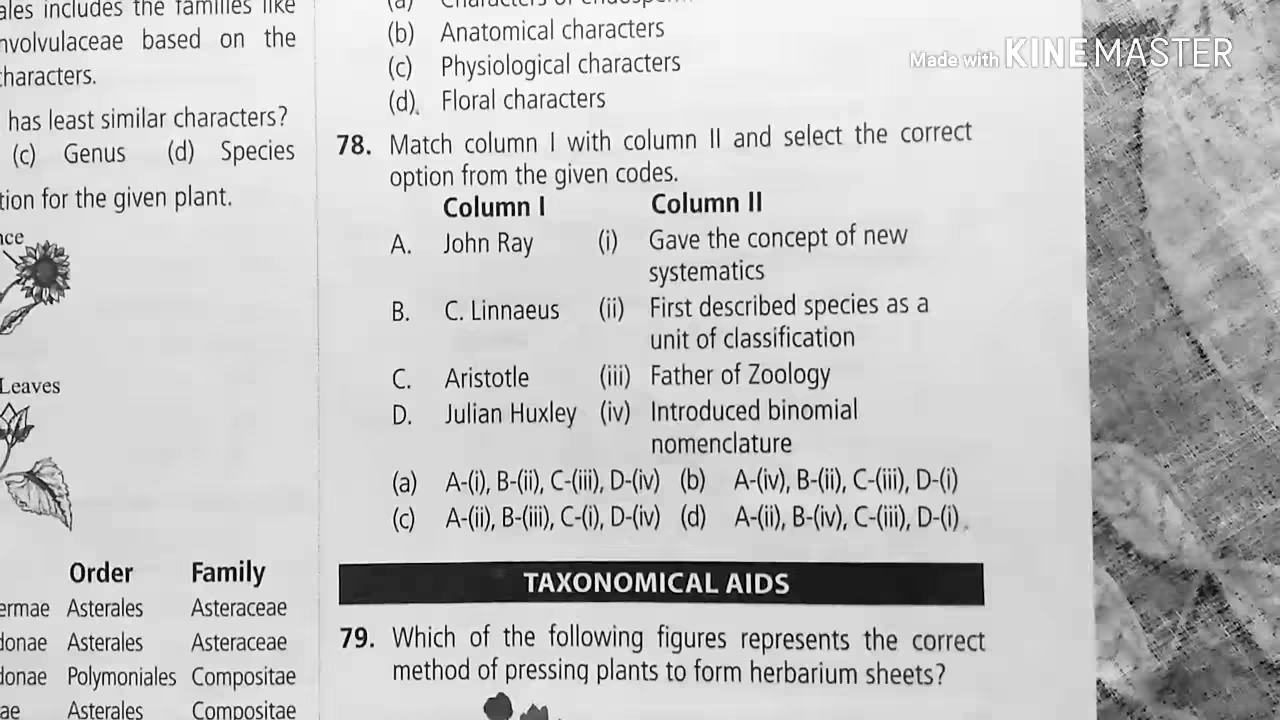 ales includes the families like
nvolvulaceae based on the
characters.
has least similar characters?
(c) Genus (d) Species
tion for the given plant.
nce
Leaves
Order Family
ermae Asterales Asteraceae
donae Asterales Asteraceae
donae Polymoniales Compositae
ae Asterales Compositae
(b) Anatomical characters
(c) Physiological characters
(d) Floral characters
78. Match column I with column II and select the correct
option from the given codes.
Column I Column II
A. John Ray (i) Gave the concept of new
systematics
B. C. Linnaeus (ii) First described species as a
unit of classification
C. Aristotle (iii) Father of Zoology
D. Julian Huxley (iv) Introduced binomial
nomenclature
(a) A-(i), B-(ii), C-(iii), D-(iv) (b) A-(iv), B-(ii), C-(iii), D-(i)
(c) A-(ii), B-(iii), C-(i), D-(iv) (d) A-(ii), B-(iv), C-(iii), D-(i)
TAXONOMICAL AIDS
79. Which of the following figures represents the correct
method of pressing plants to form herbarium sheets?
Made with KINEMASTER